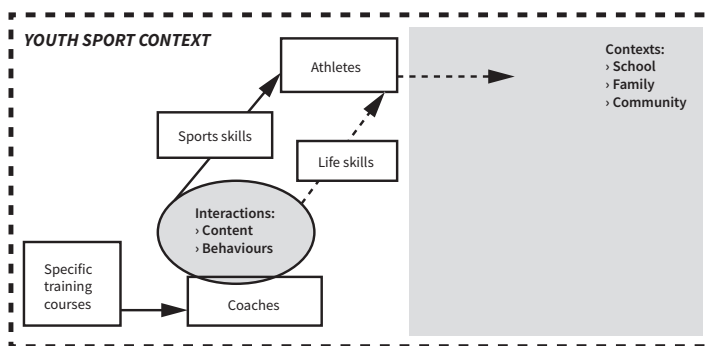 YOUTH SPORT CONTEXT
Athletes
Contexts:
› School
› Family
› Community
Sports skills
Life skills
Interactions:
› Content
› Behaviours
Specific
training
courses
Coaches